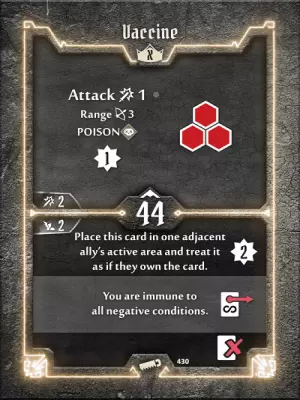 Vaccine
X
Attack 1
Range 3
POISON
1
2
2
44
Place this card in one adjacent
ally's active area and treat it
as if they own the card.
2
You are immune to
all negative conditions.
430